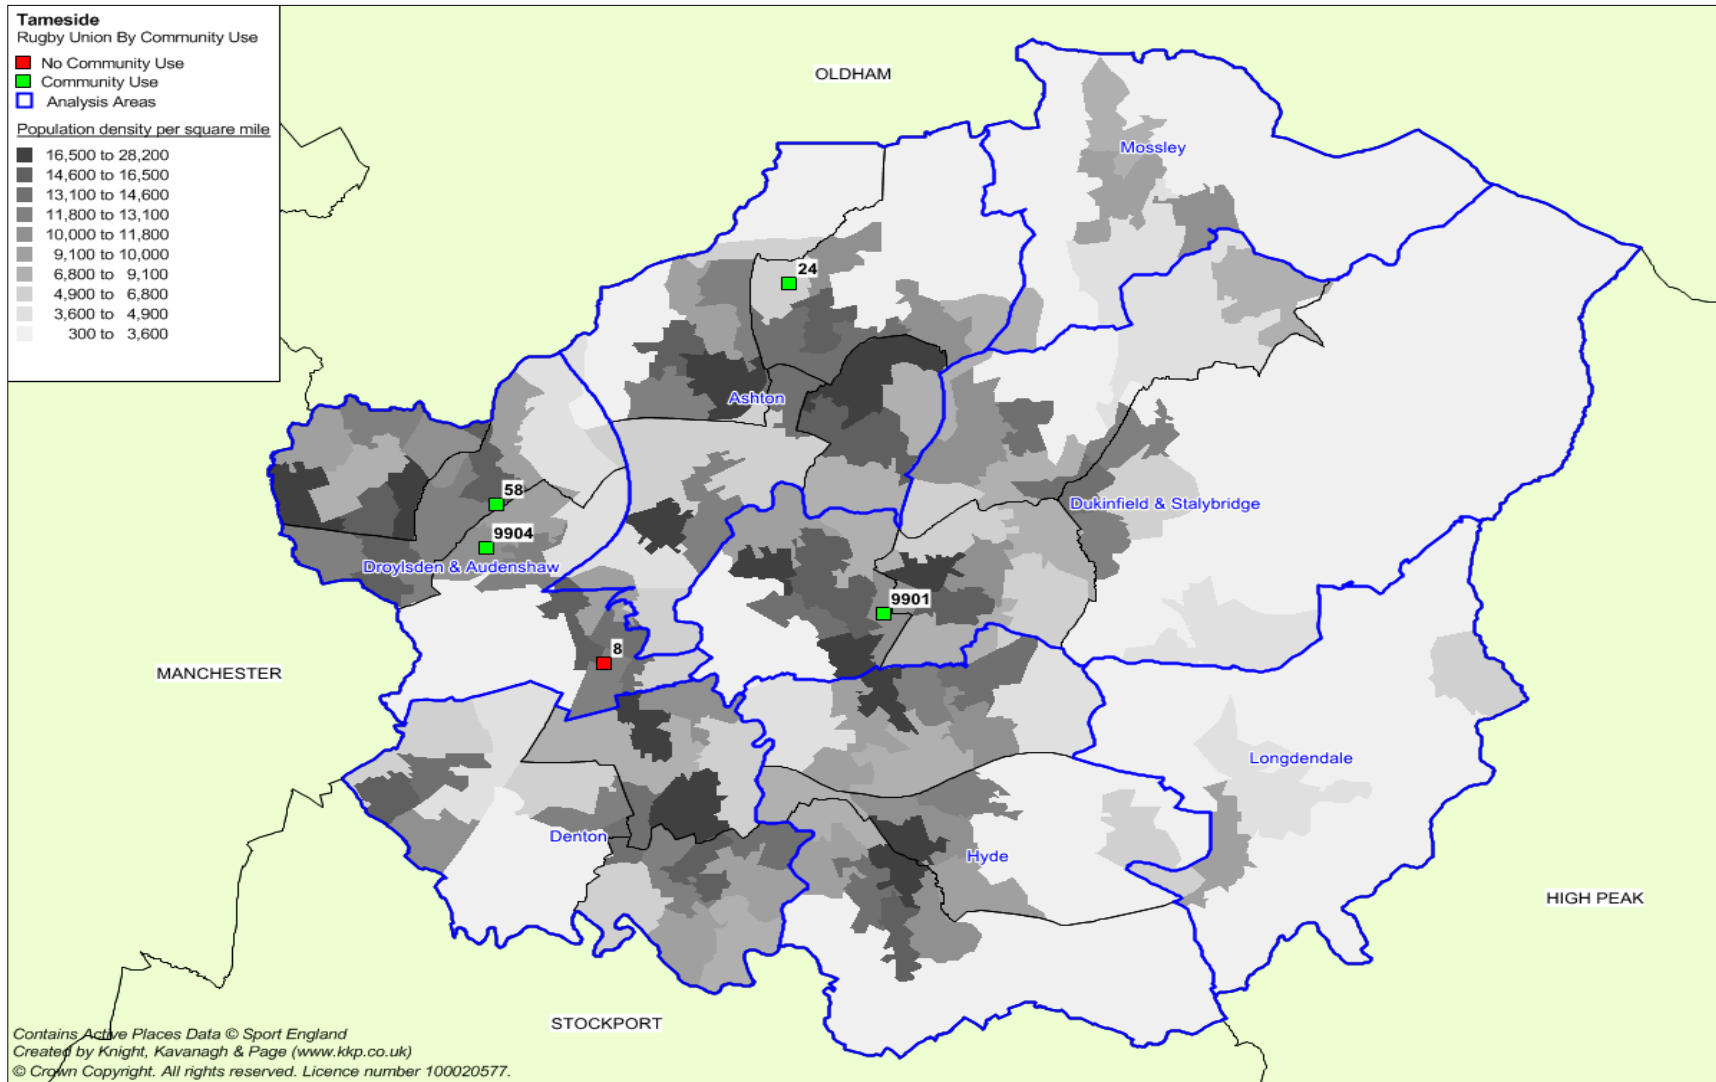 Tameside
Rugby Union By Community Use
No Community Use
Community Use
Analysis Areas
Population density per square mile
16,500 to 28,200
14,600 to 16,500
13,100 to 14,600
11,800 to 13,100
10,000 to 11,800
9,100 to 10,000
6,800 to 9,100
4,900 to 6,800
3,600 to 4,900
300 to 3,600
OLDHAM
Mossley
24
Ashton
58
Dukinfield & Stalybridge
9904
Droylsden & Audenshaw
9901
8
MANCHESTER
Longdendale
Denton
Hyde
HIGH PEAK
STOCKPORT
Contains Active Places Data © Sport England
Created by Knight, Kavanagh & Page (www.kkp.co.uk)
© Crown Copyright. All rights reserved. Licence number 100020577.